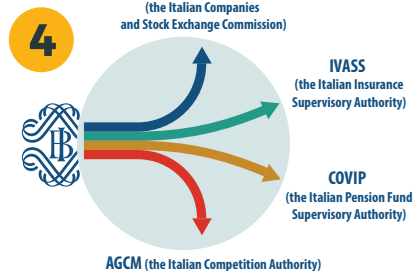 (the Italian Companies
and Stock Exchange Commission)
4
IVASS
(the Italian Insurance
Supervisory Authority)
COVIP
(the Italian Pension Fund
Supervisory Authority)
AGCM (the Italian Competition Authority)